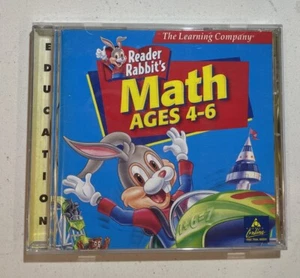 EDUCATION
The Learning Company®
Reader
Rabbit's
Math
AGES 4-6